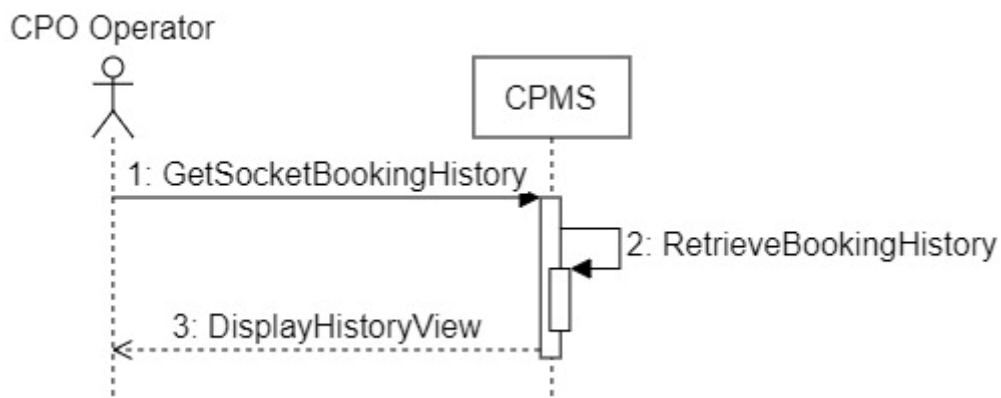 CPO Operator
CPMS
1: GetSocketBookingHistory
2: RetrieveBookingHistory
3: DisplayHistoryView